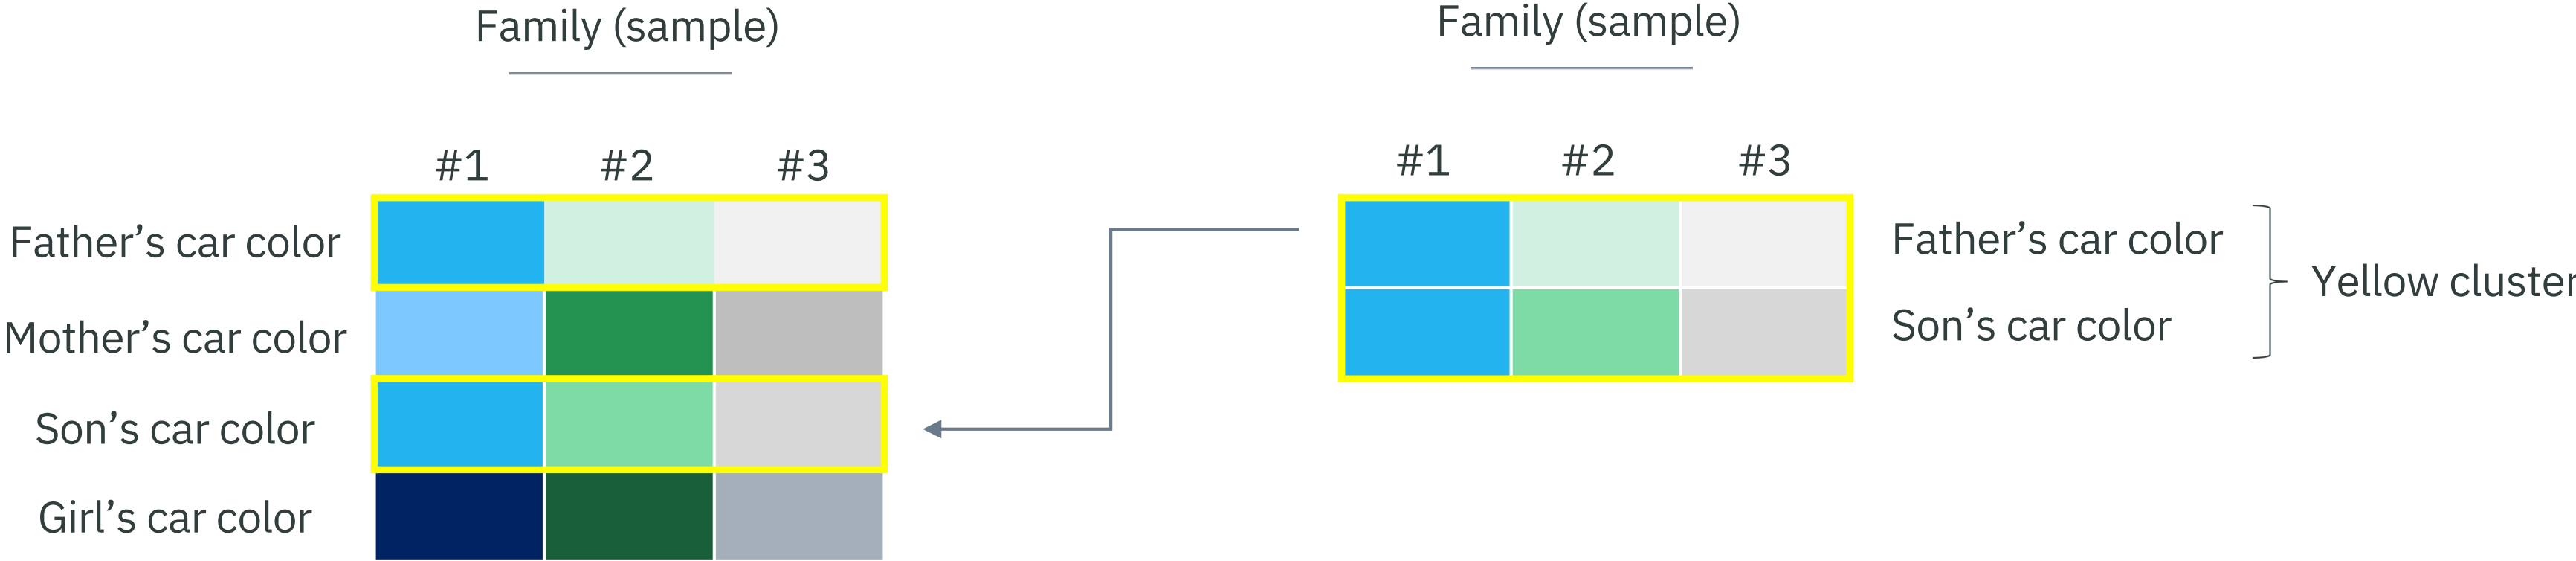 Family (sample)
#1 #2 #3
Father’s car color
Mother’s car color
Son’s car color
Girl’s car color
Family (sample)
#1 #2 #3
Father’s car color
Son’s car color
Yellow cluster